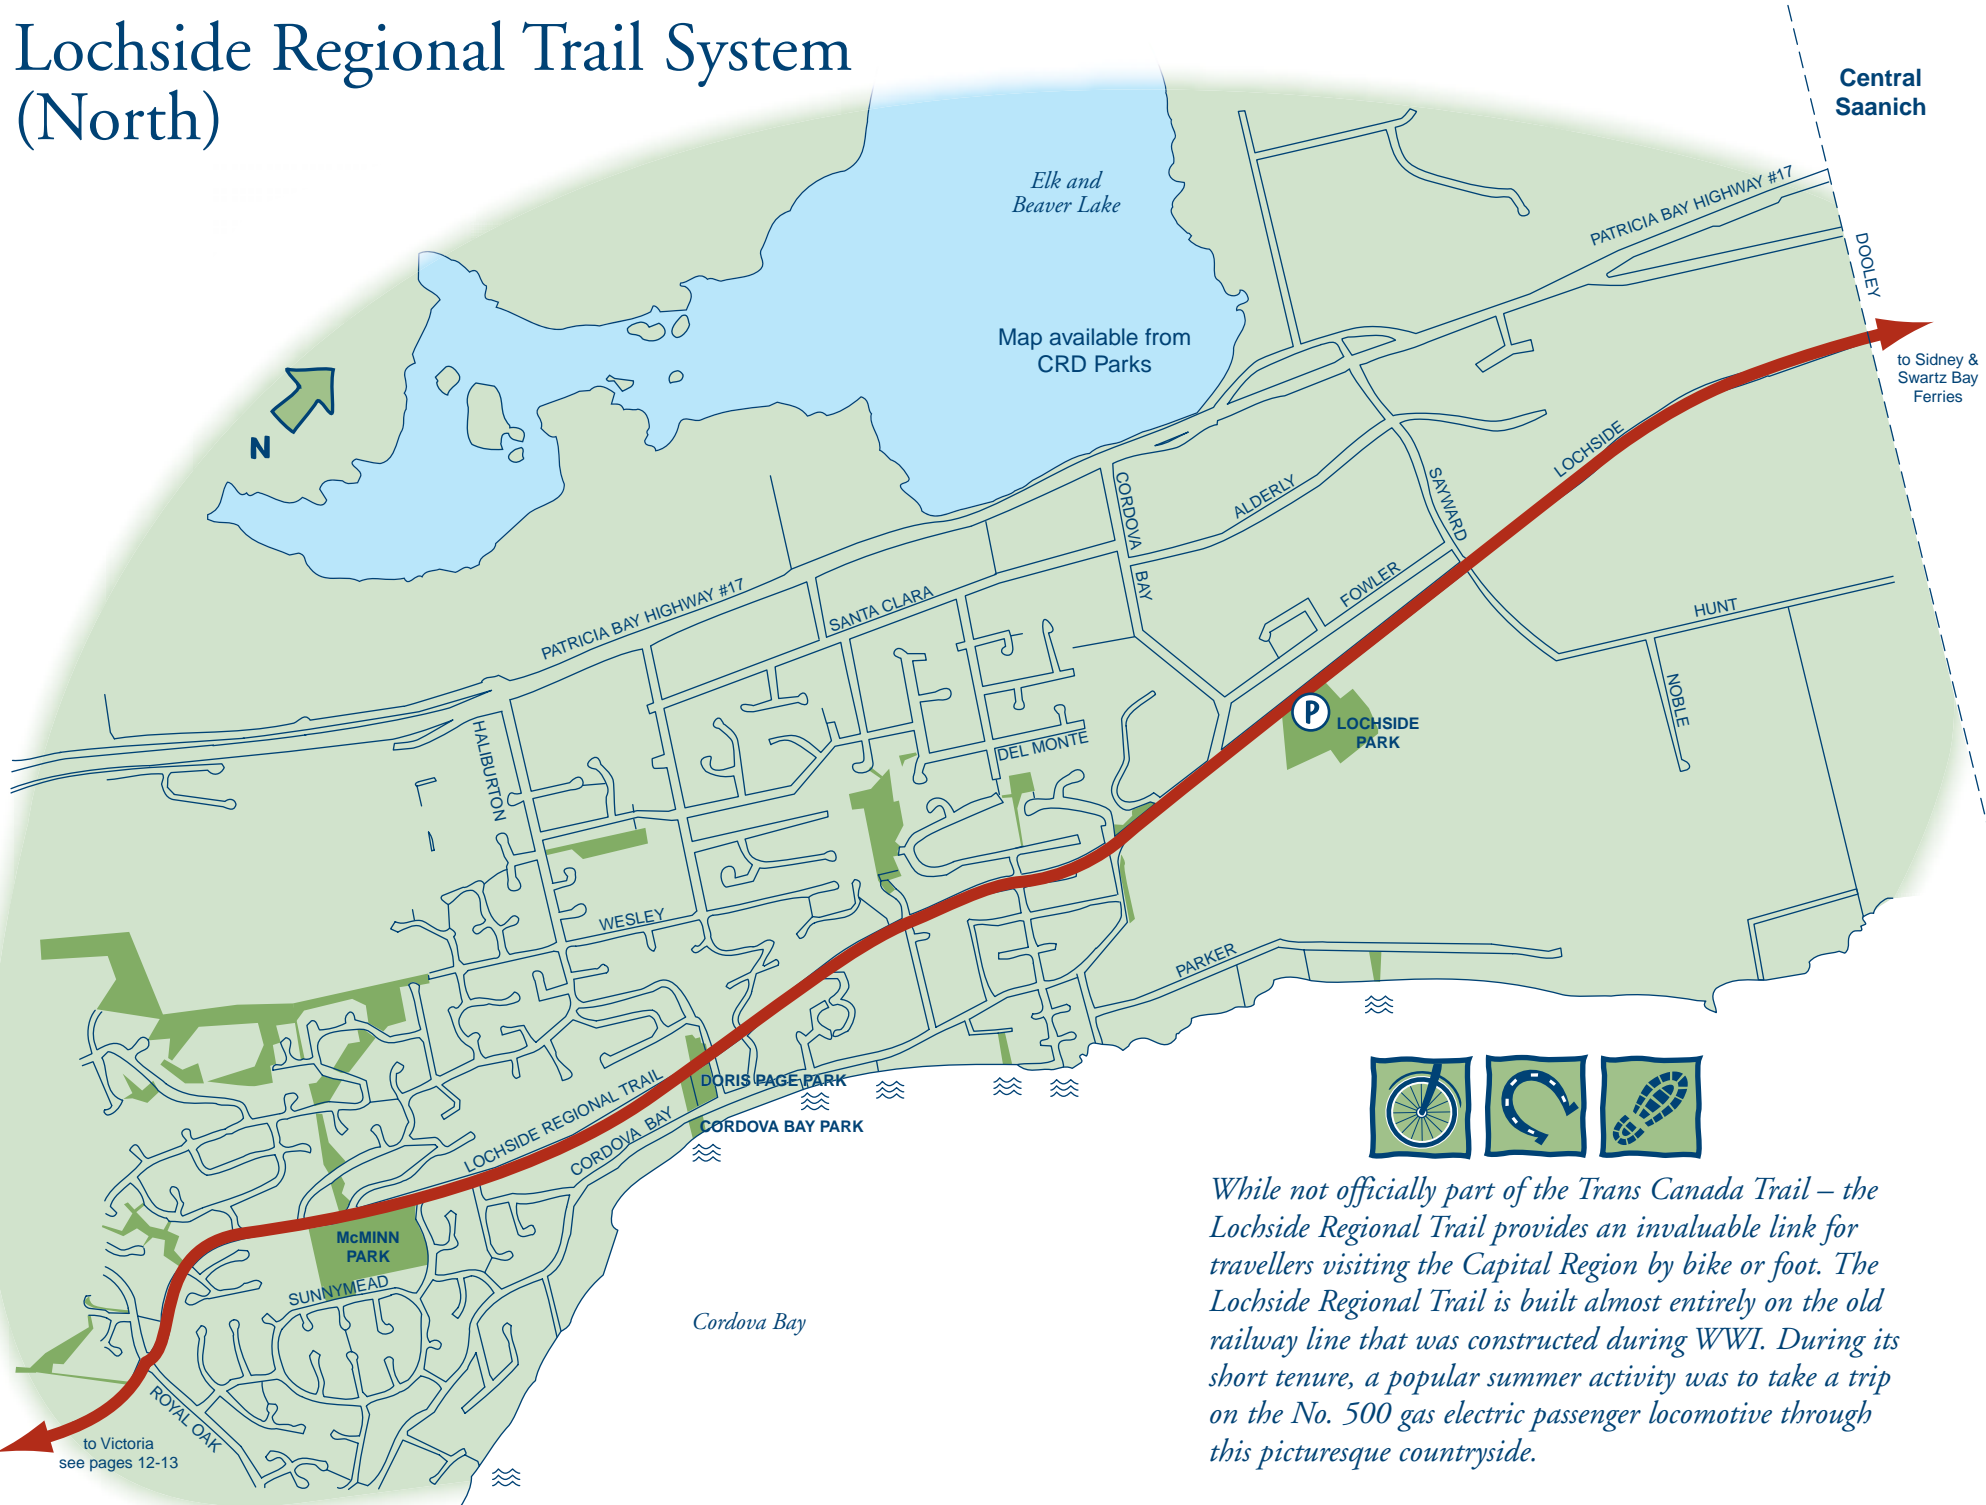 Lochside Regional Trail System
(North)
Central
Saanich
Elk and
Beaver Lake
PATRICIA BAY HIGHWAY #17
DOOLEY
Map available from
CRD Parks
to Sidney &
Swartz Bay
Ferries
N
LOCHSIDE
CORDOVA
BAY
ALDERLY
SAYWARD
FOWLER
HUNT
NOBLE
SANTA CLARA
PATRICIA BAY HIGHWAY #17
HALIBURTON
P
LOCHSIDE
PARK
DEL MONTE
WESLEY
PARKER
DORIS PAGE PARK
CORDOVA BAY PARK
LOCHSIDE REGIONAL TRAIL
CORDOVA BAY
McMINN
PARK
SUNNYMEAD
Cordova Bay
ROYAL OAK
to Victoria
see pages 12-13
While not officially part of the Trans Canada Trail – the
Lochside Regional Trail provides an invaluable link for
travellers visiting the Capital Region by bike or foot. The
Lochside Regional Trail is built almost entirely on the old
railway line that was constructed during WWI. During its
short tenure, a popular summer activity was to take a trip
on the No. 500 gas electric passenger locomotive through
this picturesque countryside.